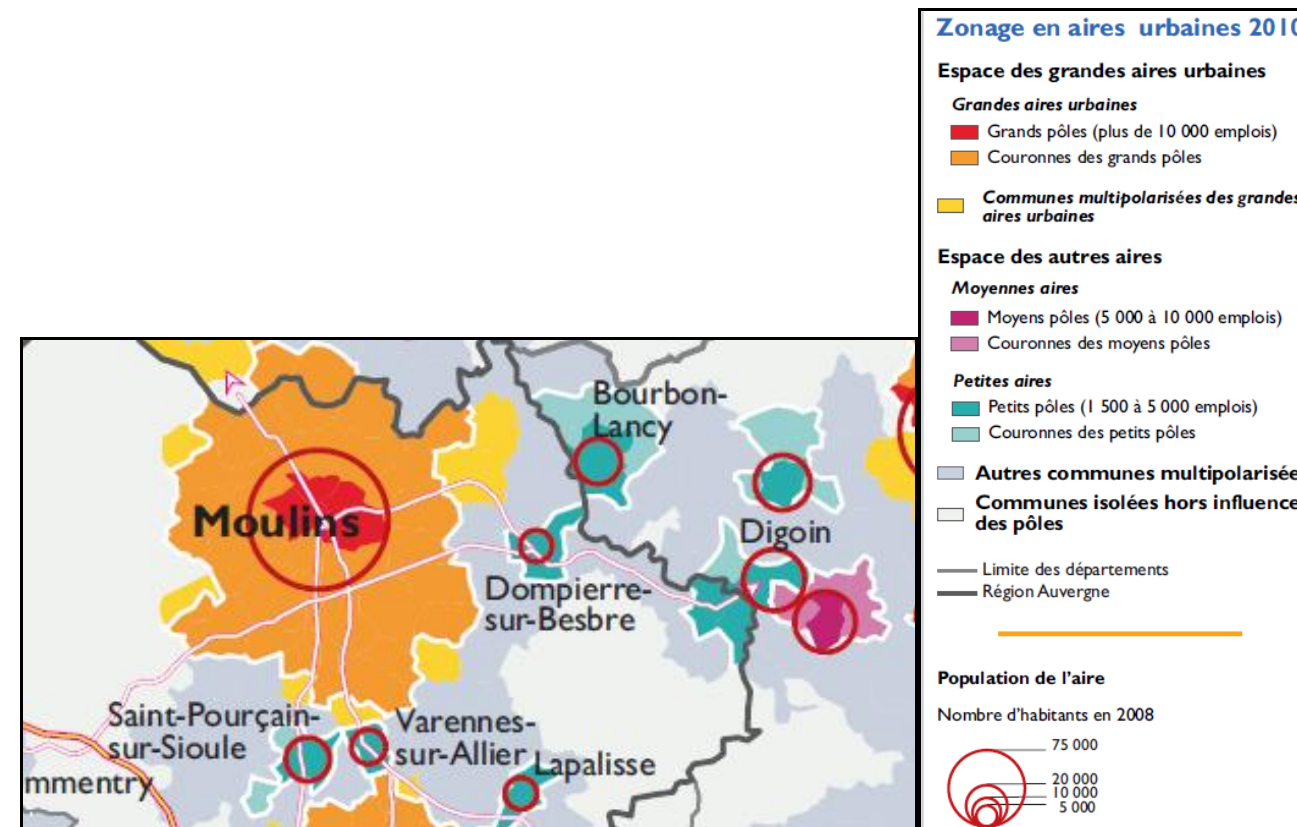 Zonage en aires urbaines 2010
Espace des grandes aires urbaines
Grandes aires urbaines
Grands pôles (plus de 10 000 emplois)
Couronnes des grands pôles
Communes multipolarisées des grandes
aires urbaines
Espace des autres aires
Moyennes aires
Moyens pôles (5 000 à 10 000 emplois)
Couronnes des moyens pôles
Petites aires
Petits pôles (1 500 à 5 000 emplois)
Couronnes des petits pôles
Autres communes multipolarisée
Communes isolées hors influence
des pôles
Limite des départements
Région Auvergne
Population de l'aire
Nombre d'habitants en 2008
75 000
20 000
10 000
5 000
Bourbon-
Lancy
Moulins
Digoin
Dompierre-
sur-Besbre
Saint-Pourçain-
sur-Sioule
Varennes-
sur-Allier
Lapalisse
mmentry